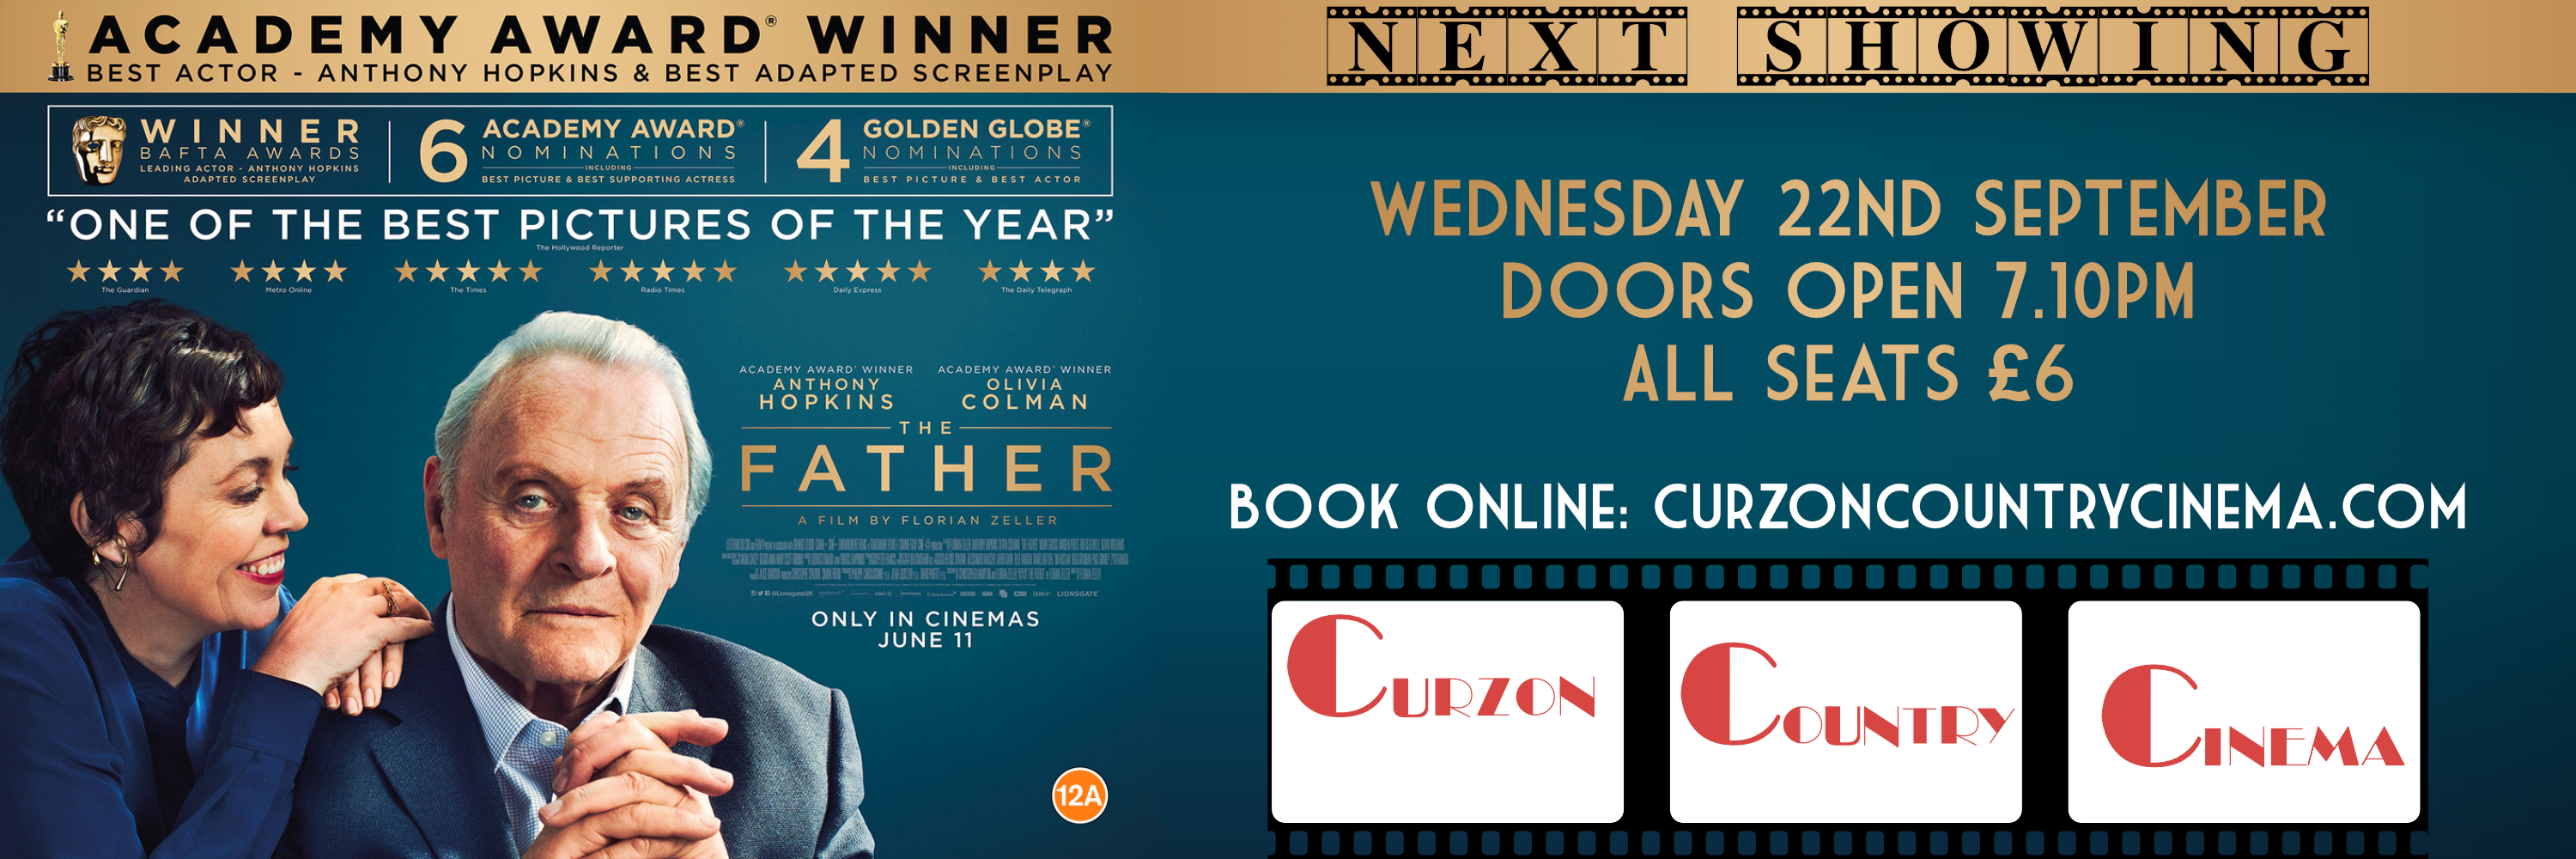 ACADEMY AWARD® WINNER
BEST ACTOR - ANTHONY HOPKINS & BEST ADAPTED SCREENPLAY
WINNER
BAFTA AWARDS
LEADING ACTOR - ANTHONY HOPKINS
ADAPTED SCREENPLAY
6 ACADEMY AWARD®
NOMINATIONS
INCLUDING
BEST PICTURE & BEST SUPPORTING ACTRESS
4 GOLDEN GLOBE®
NOMINATIONS
INCLUDING
BEST PICTURE & BEST ACTOR
“ONE OF THE BEST PICTURES OF THE YEAR”
The Hollywood Reporter
★★★★ ★★★★ ★★★★★ ★★★★★ ★★★★★ ★★★★
The Guardian Metro Online The Times Radio Times Daily Express The Daily Telegraph
ACADEMY AWARD® WINNER
ANTHONY
HOPKINS
ACADEMY AWARD® WINNER
OLIVIA
COLMAN
THE
FATHER
A FILM BY FLORIAN ZELLER
@LionsgateUK
LIONSGATE
ONLY IN CINEMAS
JUNE 11
12A
NEXT SHOWING
WEDNESDAY 22ND SEPTEMBER
DOORS OPEN 7.10PM
ALL SEATS £6
BOOK ONLINE: CURZONCOUNTRYCINEMA.COM
CURZON
COUNTRY
CINEMA